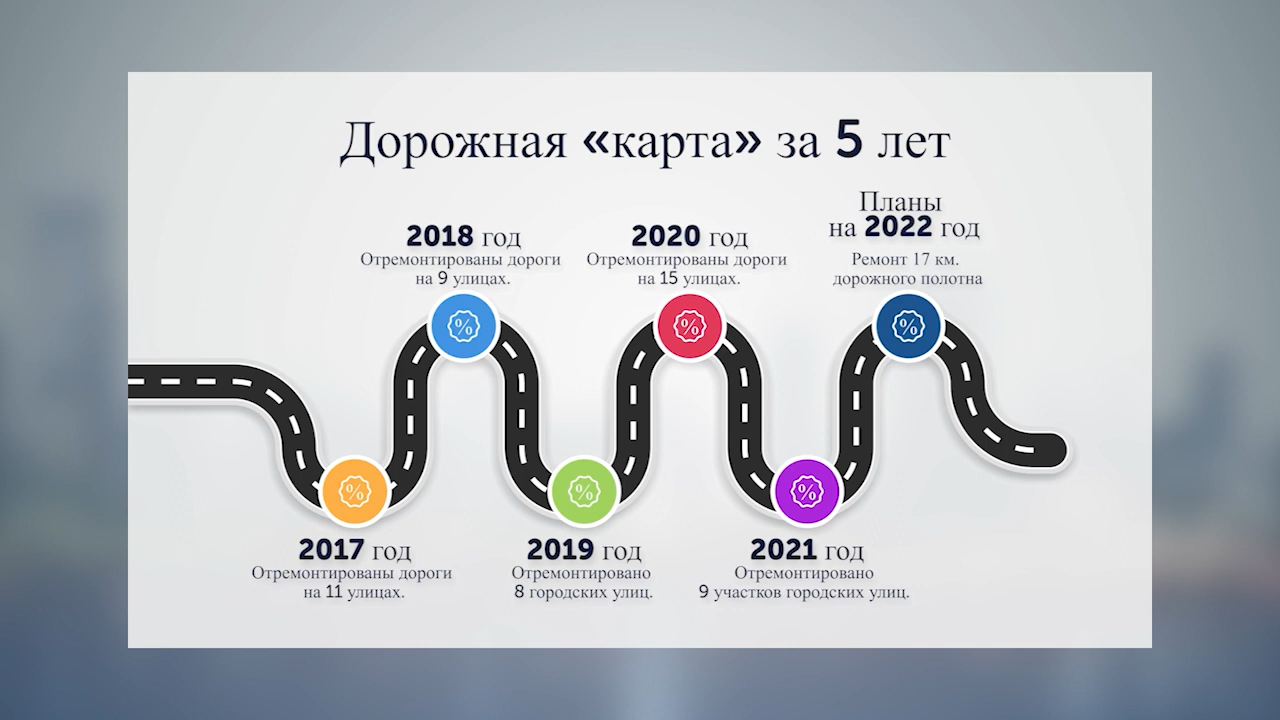 Дорожная «карта» за 5 лет
2018 год
Отремонтированы дороги
на 9 улицах.
2020 год
Отремонтированы дороги
на 15 улицах.
Планы
на 2022 год
Ремонт 17 км.
дорожного полотна
%
%
%
%
%
%
2017 год
Отремонтированы дороги
на 11 улицах.
2019 год
Отремонтировано
8 городских улиц.
2021 год
Отремонтировано
9 участков городских улиц.